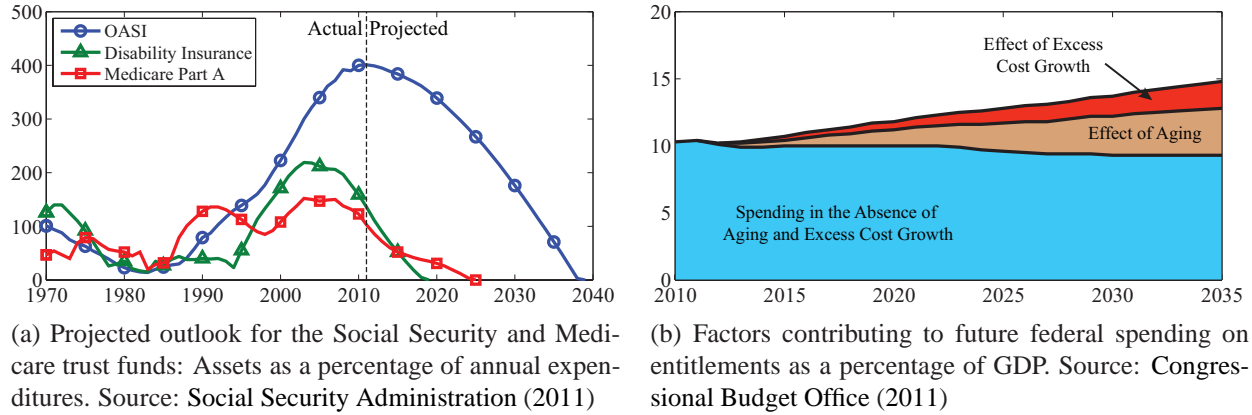 OASI
Disability Insurance
Medicare Part A
Actual Projected
400
300
200
100
0
1970 1980 1990 2000 2010 2020 2030 2040
(a) Projected outlook for the Social Security and Medi-
care trust funds: Assets as a percentage of annual expen-
ditures. Source: Social Security Administration (2011)
20
15
10
5
0
Effect of Excess
Cost Growth
Effect of Aging
Spending in the Absence of
Aging and Excess Cost Growth
2010 2015 2020 2025 2030 2035
(b) Factors contributing to future federal spending on
entitlements as a percentage of GDP. Source: Congres-
sional Budget Office (2011)